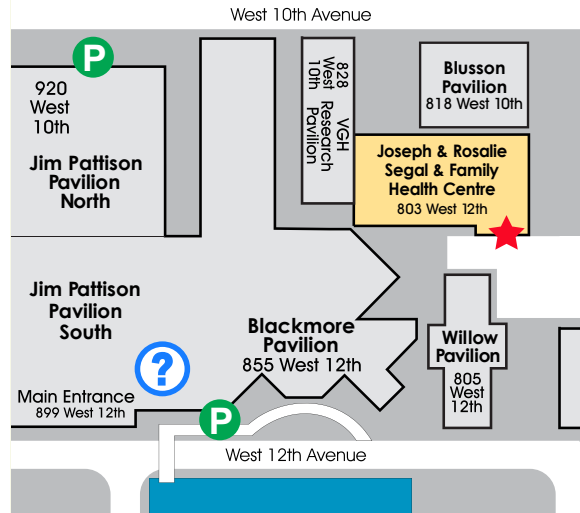 West 10th Avenue
P
920
West
10th
Jim Pattison
Pavilion
North
828 VGH
West Research
10th Pavilion
Blusson
Pavilion
818 West 10th
Joseph & Rosalie
Segal & Family
Health Centre
803 West 12th
Jim Pattison
Pavilion
South
?
Main Entrance
899 West 12th
Blackmore
Pavilion
855 West 12th
Willow
Pavilion
805
West
12th
P
West 12th Avenue